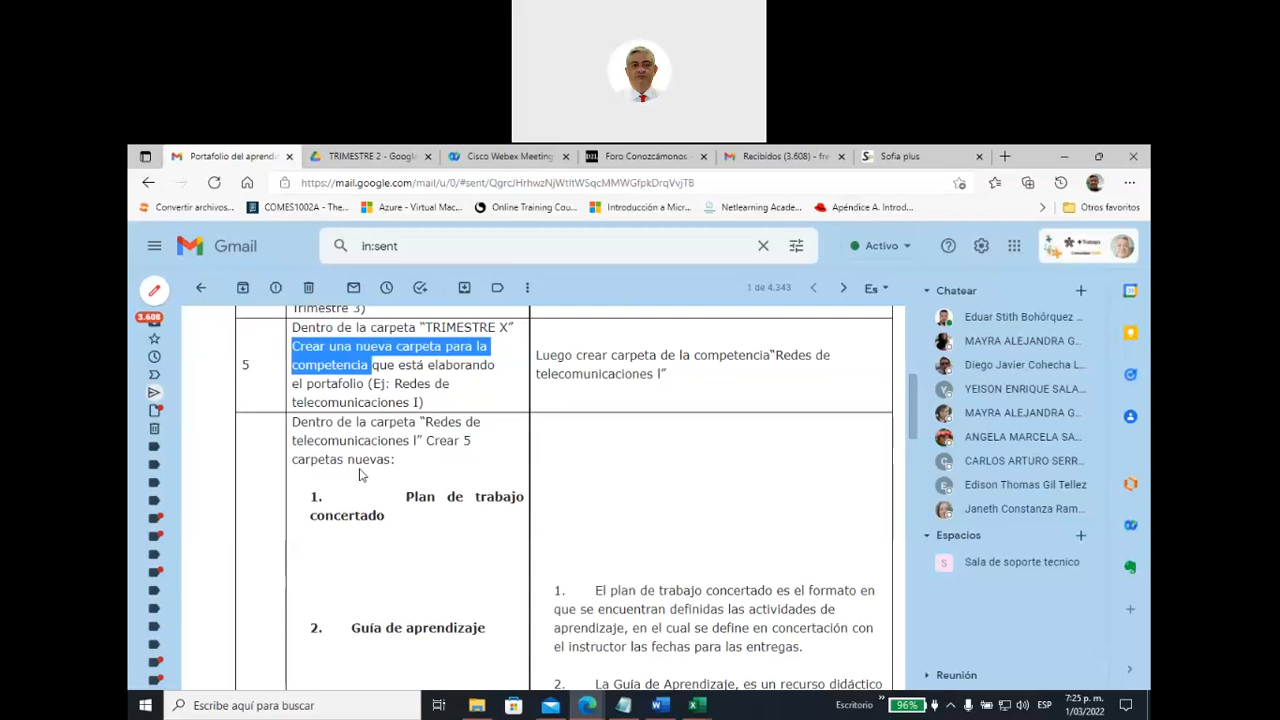 Portafolio del aprendi
TRIMESTRE 2 - Google
Cisco Webex Meeting
Foro Conozcámonos
Recibidos (3.608) - fre
Sofia plus
https://mail.google.com/mail/u/0/#sent/QgrcJHrhwzNjWtltWSqcMMWGfpkDrqVvjTB
Convertir archivos...
COMES1002A - The...
Azure - Virtual Mac...
Online Training Cou...
Introducción a Micr...
Netlearning Acade...
Apéndice A. Introd...
Otros favoritos
Gmail
in:sent
Activo
1 de 4,343
Es
3.608
Trimestre 3)
5
Dentro de la carpeta “TRIMESTRE X”
Crear una nueva carpeta para la
competencia que está elaborando
el portafolio (Ej: Redes de
telecomunicaciones I)
Luego crear carpeta de la competencia“Redes de
telecomunicaciones I”
Dentro de la carpeta “Redes de
telecomunicaciones I” Crear 5
carpetas nuevas:
1. Plan de trabajo
concertado
2. Guía de aprendizaje
1. El plan de trabajo concertado es el formato en
que se encuentran definidas las actividades de
aprendizaje, en el cual se define en concertación con
el instructor las fechas para las entregas.
2. La Guía de Aprendizaje, es un recurso didáctico
Chatear
Eduar Stith Bohórquez ...
MAYRA ALEJANDRA G...
Diego Javier Cohecha L...
YEISON ENRIQUE SALA...
MAYRA ALEJANDRA G...
ANGELA MARCELA SA...
CARLOS ARTURO SERR...
Edison Thomas Gil Tellez
Janeth Constanza Ram...
Espacios
S
Sala de soporte tecnico
Reunión
Escribe aquí para buscar
Escritorio
96%
ESP
7:25 p. m.
1/03/2022